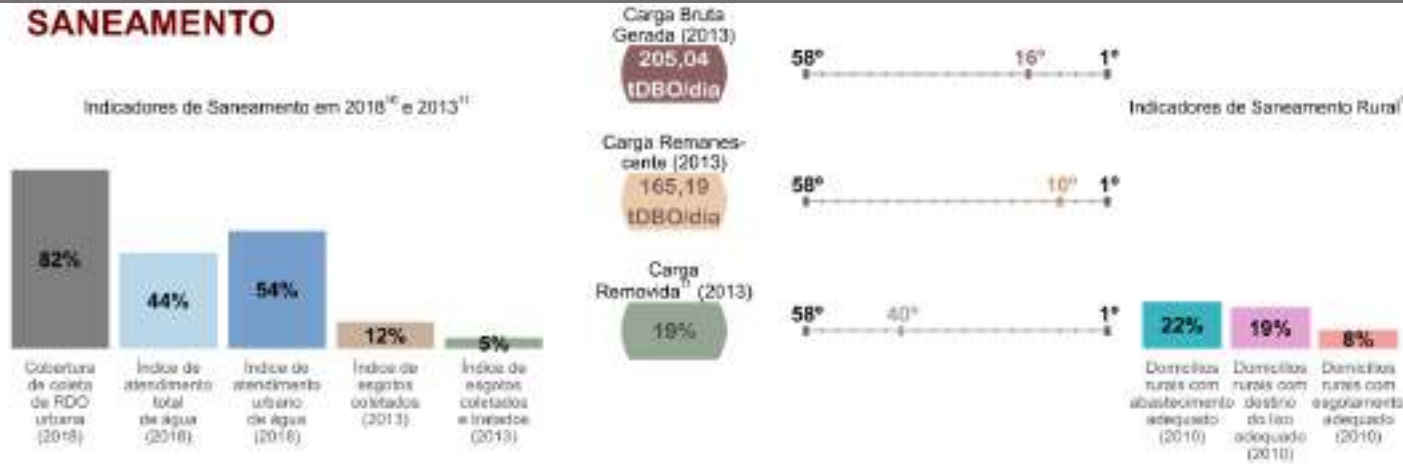 SANEAMENTO
Indicadores de Saneamento em 2018¹⁰ e 2013¹¹
82%
44%
54%
12%
5%
Cobertura
de coleta
de RDO
urbana
(2018)
Índice de
atendimento
total
de água
(2018)
Índice de
atendimento
urbano
de água
(2018)
Índice de
esgotos
coletados
(2013)
Índice de
esgotos
coletados
e tratados
(2013)
Carga Bruta
Gerada (2013)
205,04
tDBO/dia
58º 16º 1º
Carga Remanes-
cente (2013)
165,19
tDBO/dia
58º 10º 1º
Carga
Removida¹¹ (2013)
19%
58º 40º 1º
Indicadores de Saneamento Rural
22%
19%
8%
Domicílios
rurais com
abastecimento
adequado
(2010)
Domicílios
rurais com
destino
do lixo
adequado
(2010)
Domicílios
rurais com
esgotamento
adequado
(2010)